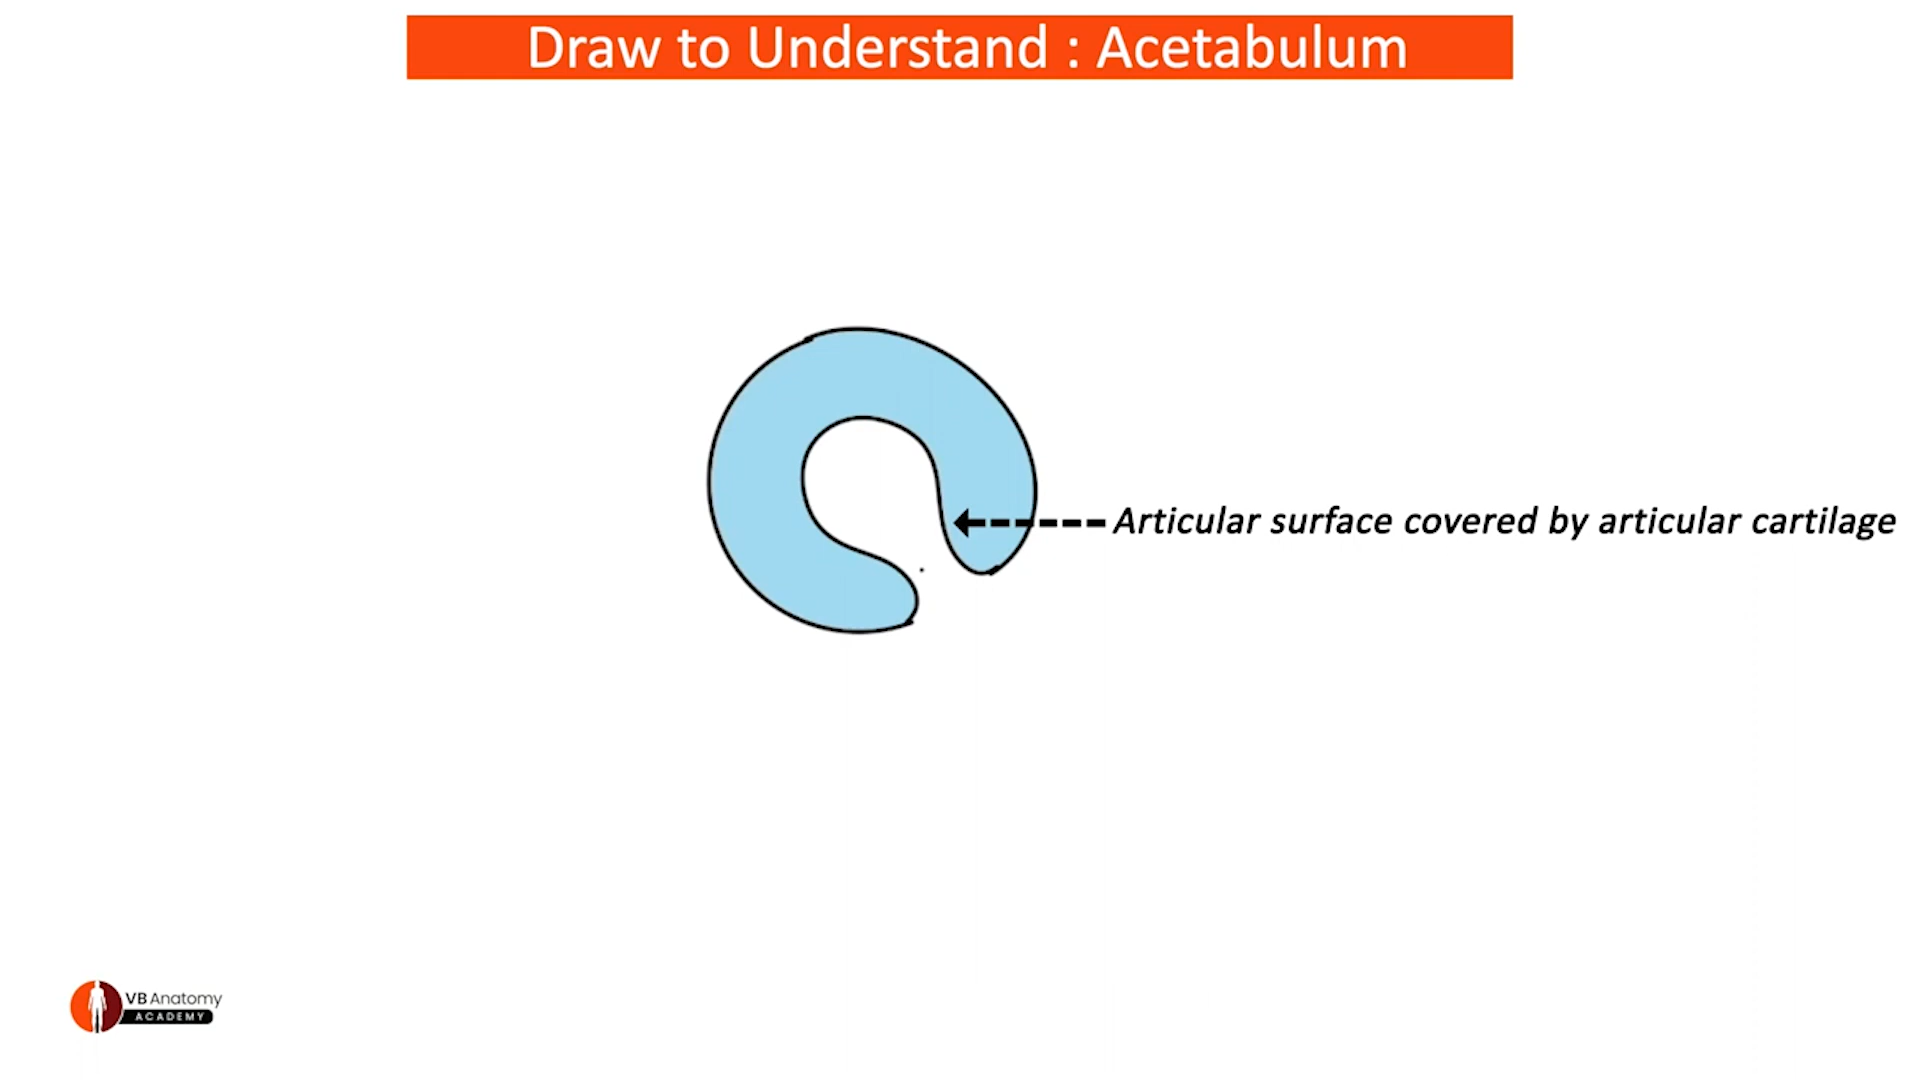 Draw to Understand : Acetabulum
Articular surface covered by articular cartilage
VB Anatomy
ACADEMY